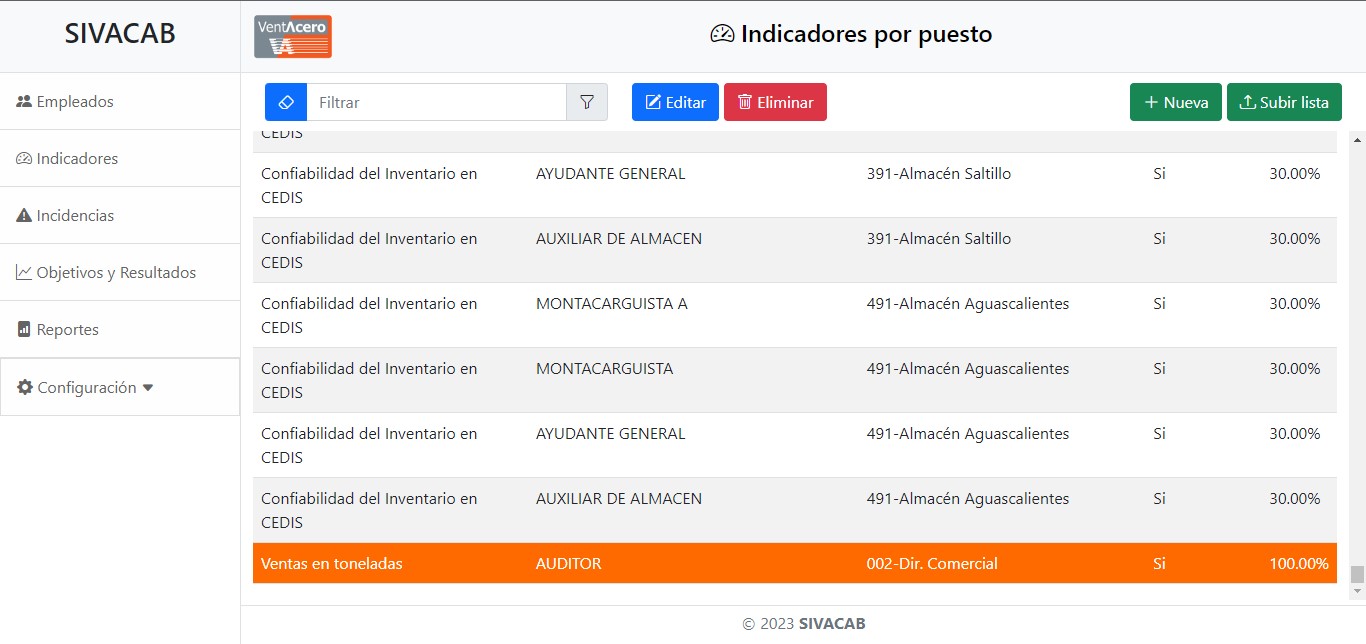 SIVACAB
VentAcero
VA
Indicadores por puesto
Empleados
Indicadores
Incidencias
Objetivos y Resultados
Reportes
Configuración
Filtrar
Editar
Eliminar
Nueva
Subir lista
CEDIS
Confiabilidad del Inventario en AYUDANTE GENERAL 391-Almacén Saltillo Si 30.00%
CEDIS
Confiabilidad del Inventario en AUXILIAR DE ALMACEN 391-Almacén Saltillo Si 30.00%
CEDIS
Confiabilidad del Inventario en MONTACARGUISTA A 491-Almacén Aguascalientes Si 30.00%
CEDIS
Confiabilidad del Inventario en MONTACARGUISTA 491-Almacén Aguascalientes Si 30.00%
CEDIS
Confiabilidad del Inventario en AYUDANTE GENERAL 491-Almacén Aguascalientes Si 30.00%
CEDIS
Confiabilidad del Inventario en AUXILIAR DE ALMACEN 491-Almacén Aguascalientes Si 30.00%
CEDIS
Ventas en toneladas AUDITOR 002-Dir. Comercial Si 100.00%
© 2023 SIVACAB